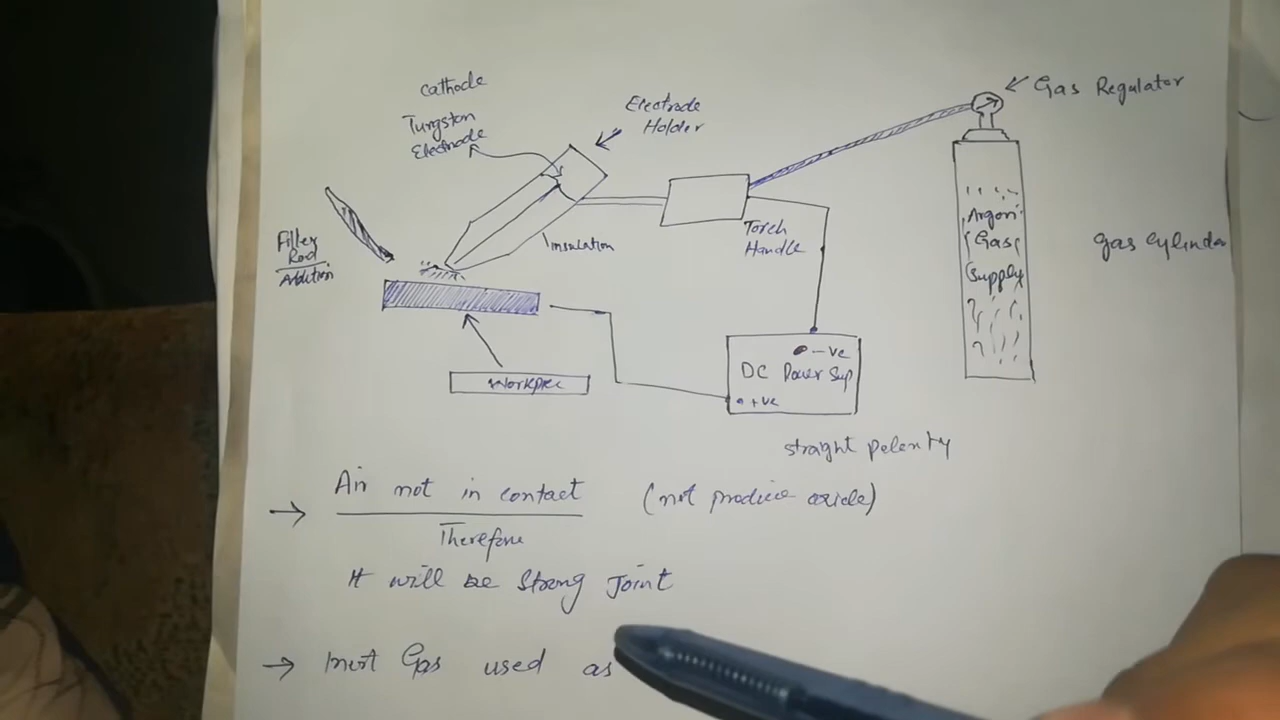 Cathode
Tungston
Electrode
Electrode
Holder
Gas Regulator
Filler
Rod
Addition
Insulation
Torch
Handle
Argon
Gas
Supply
Gas Cylinder
Workpiec
-ve
DC Power Sup
+ve
straight polarity
→ Air not in contact (not produce oxide)
Therefore
It will be Strong Joint
→ Inert Gas used as